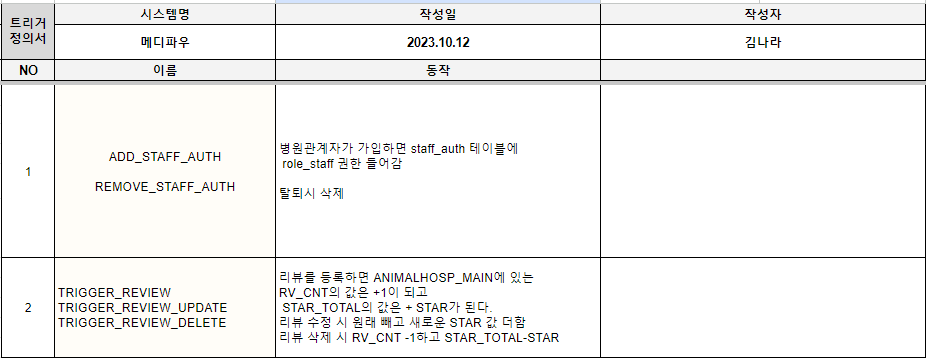 트리거
정의서
시스템명
작성일
작성자
메디파우
2023.10.12
김나라
NO
이름
동작
1
ADD_STAFF_AUTH
REMOVE_STAFF_AUTH
병원관계자가 가입하면 staff_auth 테이블에
role_staff 권한 들어감
탈퇴시 삭제
2
TRIGGER_REVIEW
TRIGGER_REVIEW_UPDATE
TRIGGER_REVIEW_DELETE
리뷰를 등록하면 ANIMALHOSP_MAIN에 있는
RV_CNT의 값은 +1이 되고
STAR_TOTAL의 값은 + STAR가 된다.
리뷰 수정 시 원래 빼고 새로운 STAR 값 더함
리뷰 삭제 시 RV_CNT -1하고 STAR_TOTAL-STAR